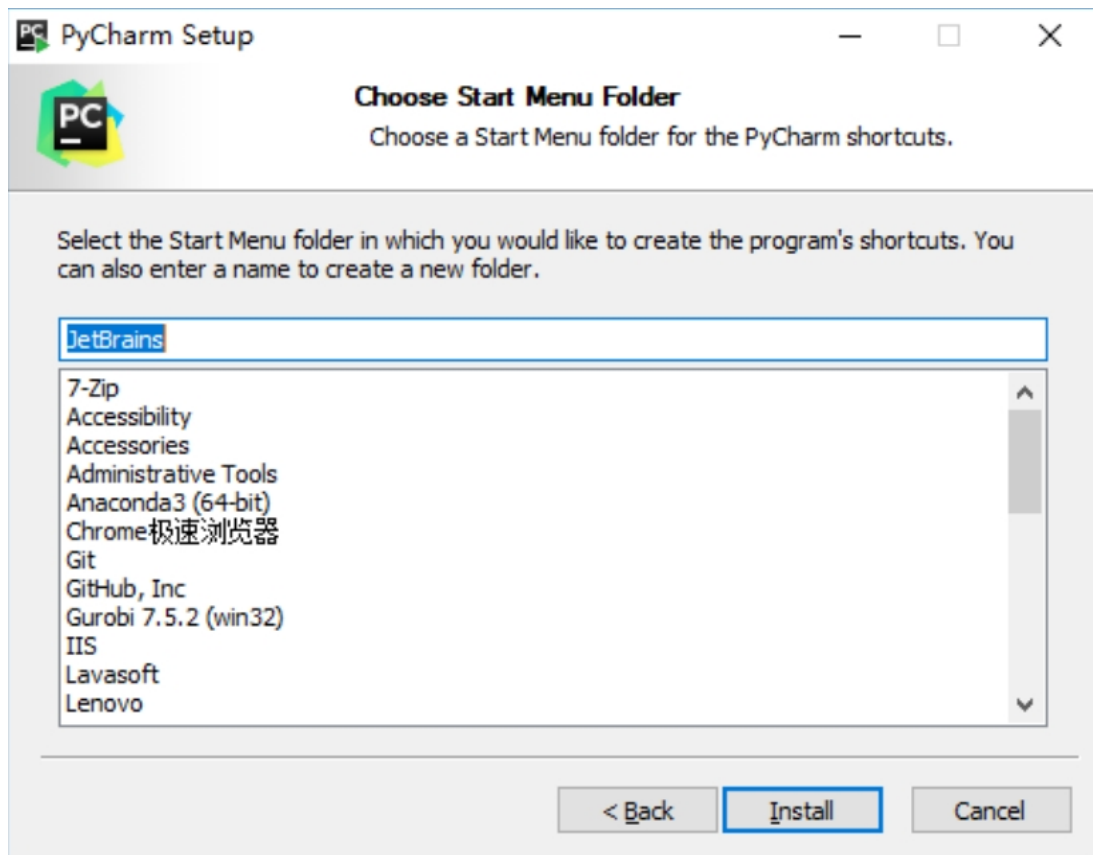 PyCharm Setup
PC
Choose Start Menu Folder
Choose a Start Menu folder for the PyCharm shortcuts.
Select the Start Menu folder in which you would like to create the program's shortcuts. You
can also enter a name to create a new folder.
JetBrains
7-Zip
Accessibility
Accessories
Administrative Tools
Anaconda3 (64-bit)
Chrome极速浏览器
Git
GitHub, Inc
Gurobi 7.5.2 (win32)
IIS
Lavasoft
Lenovo
< Back
Install
Cancel